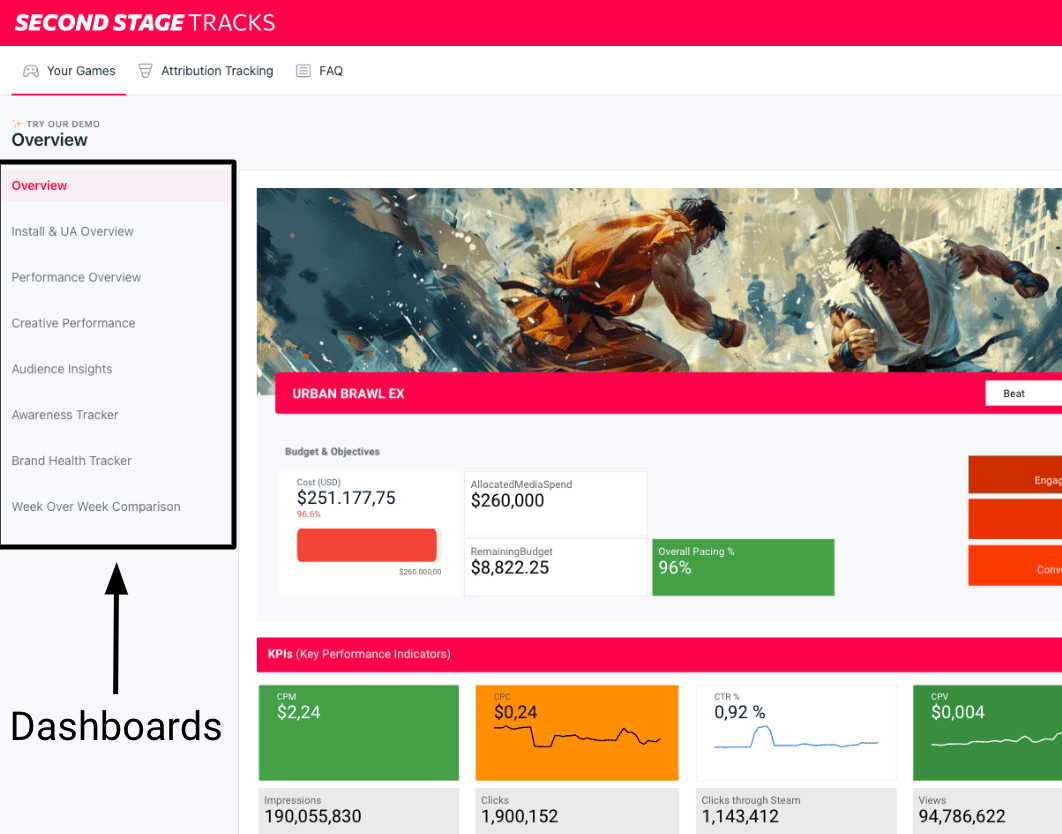 SECOND STAGE TRACKS
Your Games
Attribution Tracking
FAQ
✨ TRY OUR DEMO
Overview
Overview
Install & UA Overview
Performance Overview
Creative Performance
Audience Insights
Awareness Tracker
Brand Health Tracker
Week Over Week Comparison
Dashboards
URBAN BRAWL EX
Beat
Budget & Objectives
Cost (USD)
$251.177,75
96.6%
$260.000,00
AllocatedMediaSpend
$260,000
RemainingBudget
$8,822.25
Overall Pacing %
96%
Engag
Conve
KPIs (Key Performance Indicators)
CPM
$2,24
CPC
$0,24
CTR %
0,92 %
CPV
$0,004
Impressions
190,055,830
Clicks
1,900,152
Clicks through Steam
1,143,412
Views
94,786,622